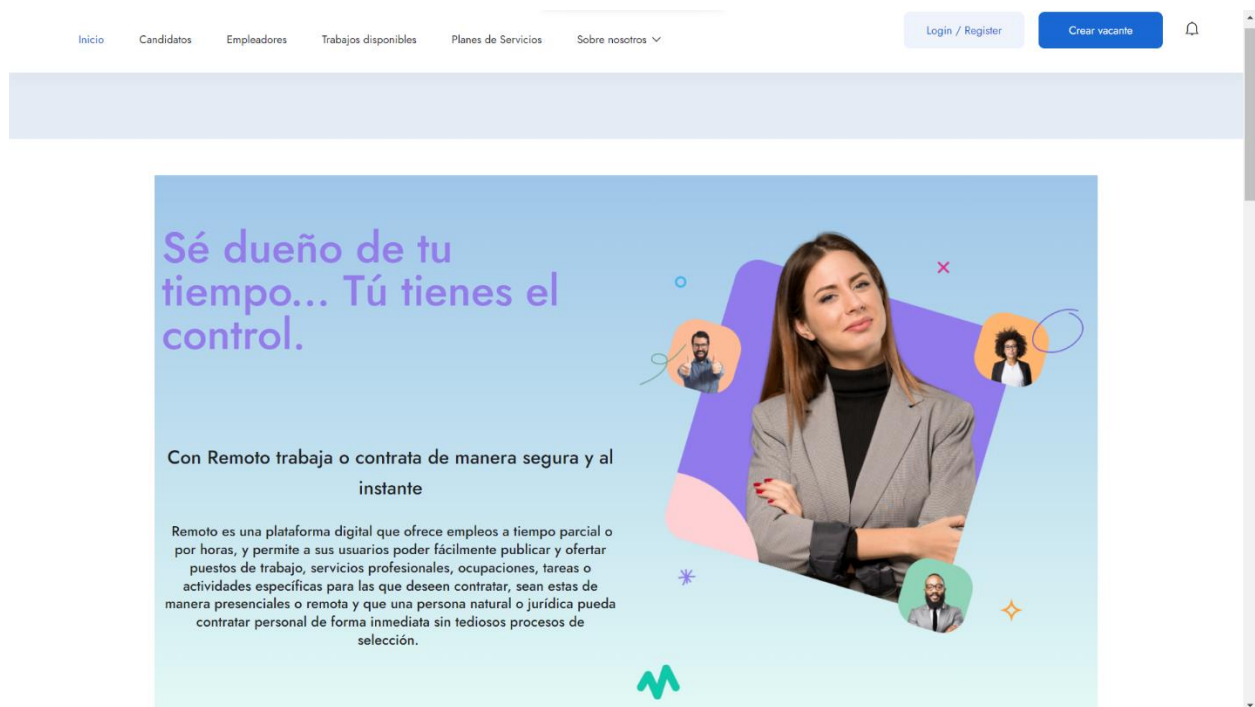 Inicio
Candidatos
Empleadores
Trabajos disponibles
Planes de Servicios
Sobre nosotros
Login / Register
Crear vacante
Sé dueño de tu
tiempo... Tú tienes el
control.
Con Remoto trabaja o contrata de manera segura y al
instante
Remoto es una plataforma digital que ofrece empleos a tiempo parcial o
por horas, y permite a sus usuarios poder fácilmente publicar y ofertar
puestos de trabajo, servicios profesionales, ocupaciones, tareas o
actividades específicas para las que deseen contratar, sean estas de
manera presenciales o remota y que una persona natural o jurídica pueda
contratar personal de forma inmediata sin tediosos procesos de
selección.